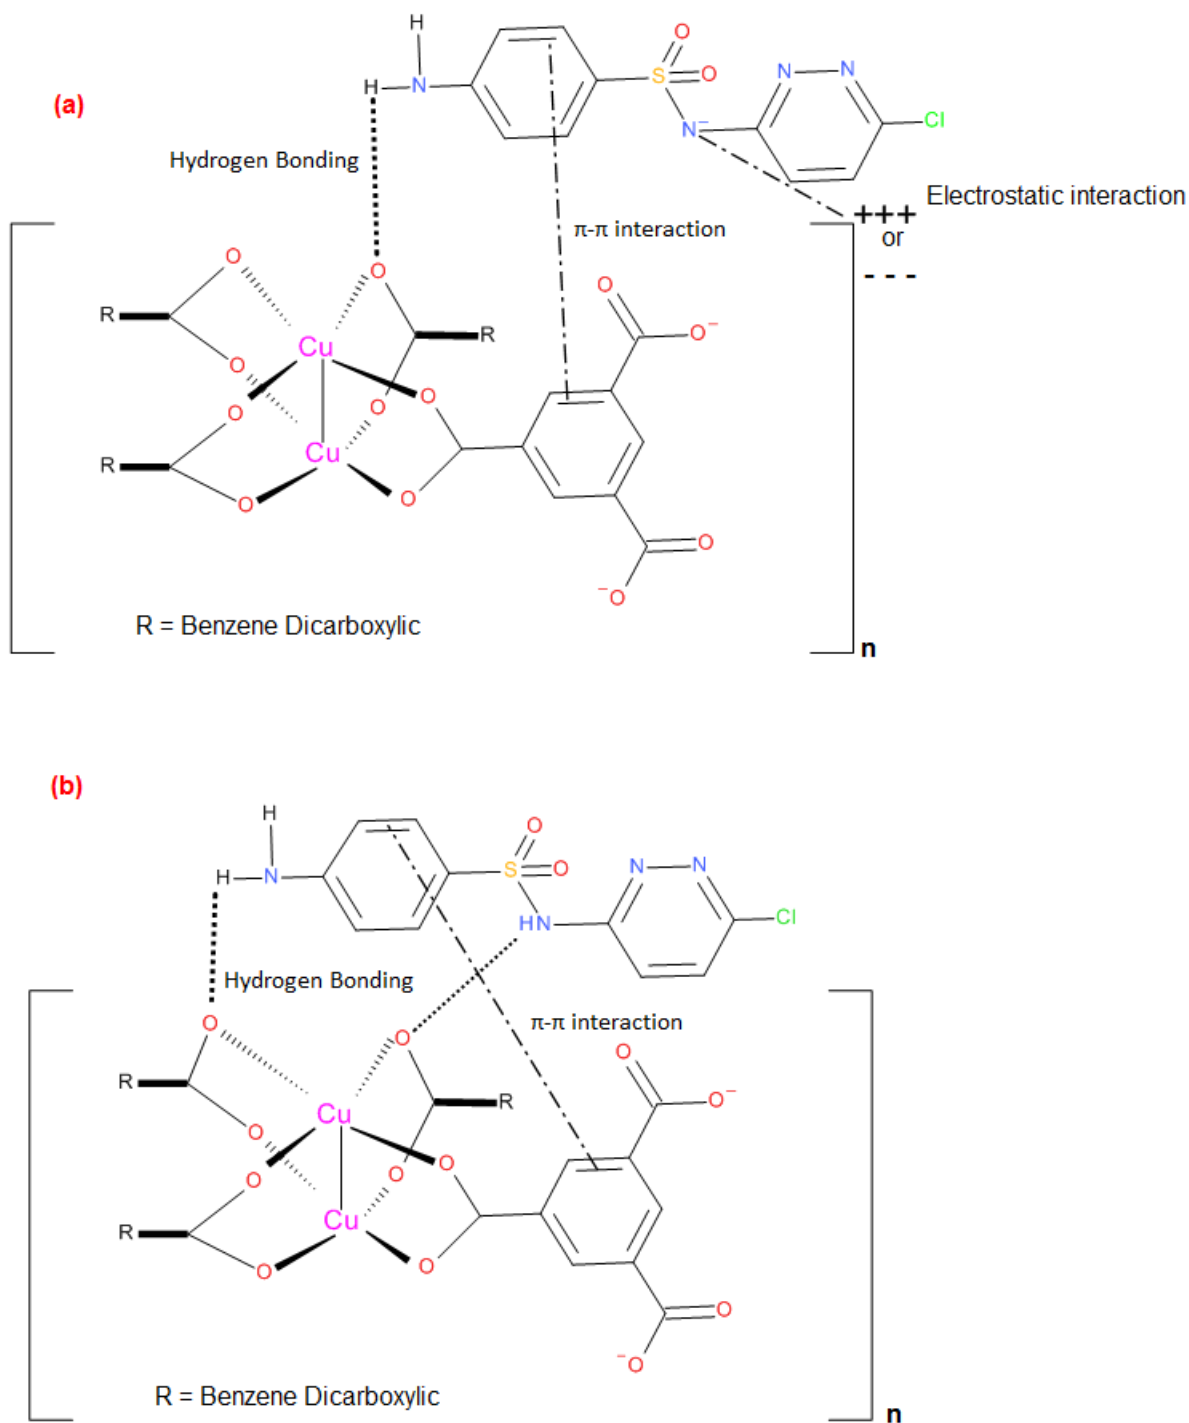 H
O
(a)
H
N
S
O
N
N
N⁻
Cl
Hydrogen Bonding
Electrostatic interaction
+++
or
- - -
π-π interaction
O
O
O
R
R
O⁻
Cu
O
O
O
O
Cu
R
O
O
O
⁻O
R = Benzene Dicarboxylic
n
(b)
H
O
H
N
S
O
N
N
HN
Cl
Hydrogen Bonding
π-π interaction
O
O
O
R
R
O⁻
Cu
O
O
O
O
Cu
R
O
O
O
⁻O
R = Benzene Dicarboxylic
n